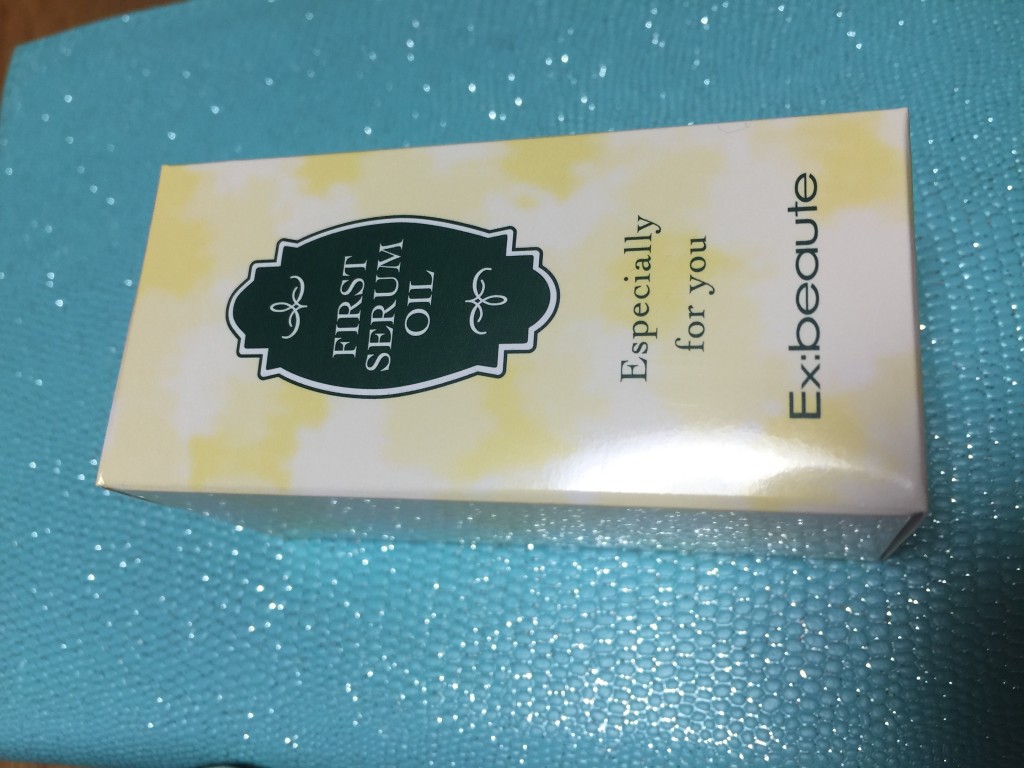 FIRST
SERUM
OIL
Especially
for you
Ex:beaute